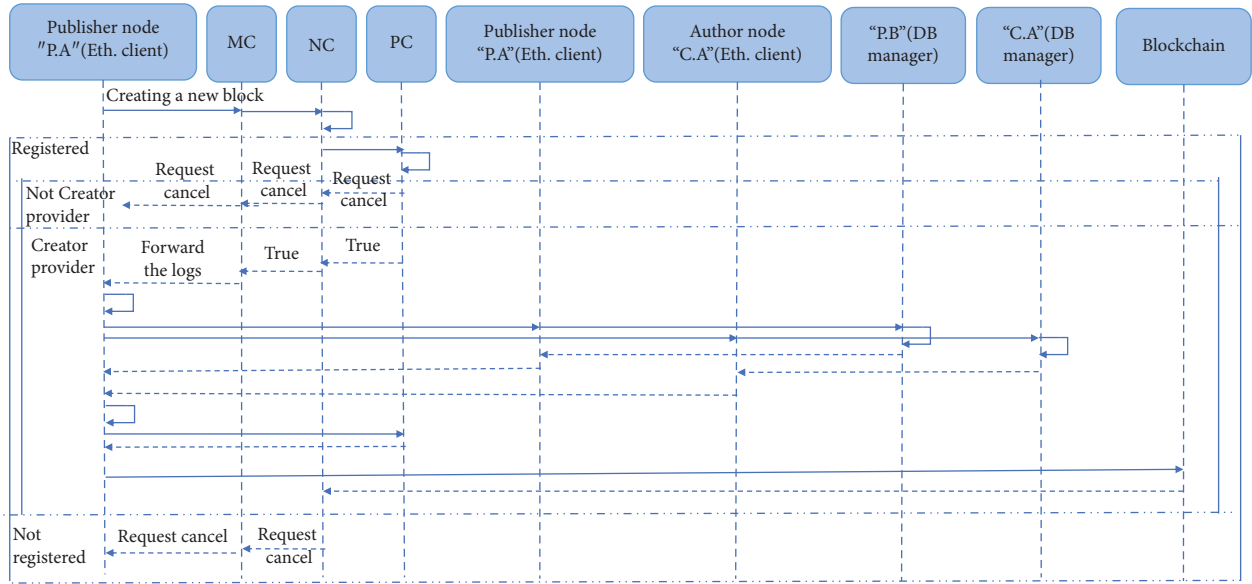 Publisher node
"P.A"(Eth. client)
MC
NC
PC
Publisher node
“P.A”(Eth. client)
Author node
“C.A”(Eth. client)
“P.B”(DB
manager)
“C.A”(DB
manager)
Blockchain
Creating a new block
Registered
Request
cancel
Request
cancel
Request
cancel
Not Creator
provider
Creator
provider
Forward
the logs
True
True
Not
registered
Request cancel
Request
cancel